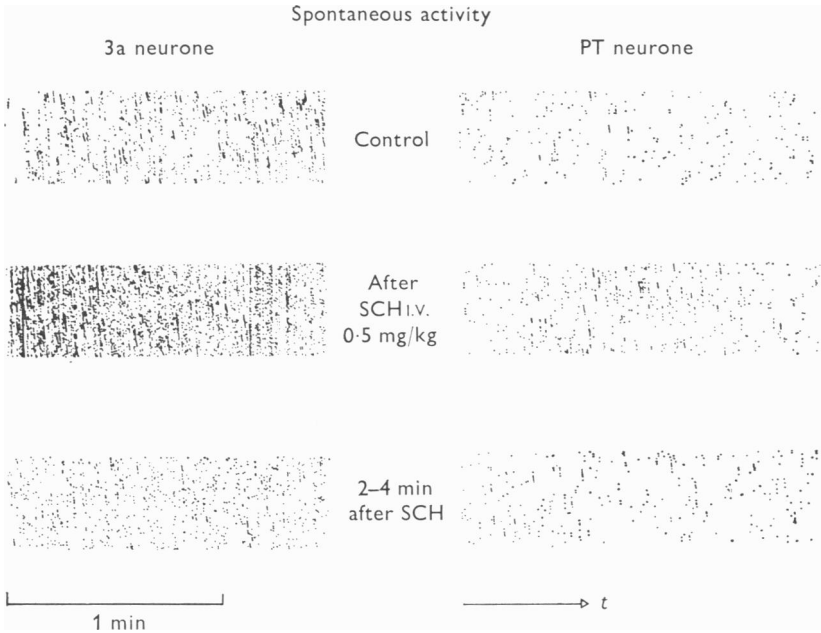 Spontaneous activity
3a neurone
PT neurone
Control
After
SCH I.V.
0·5 mg/kg
2–4 min
after SCH
1 min
t